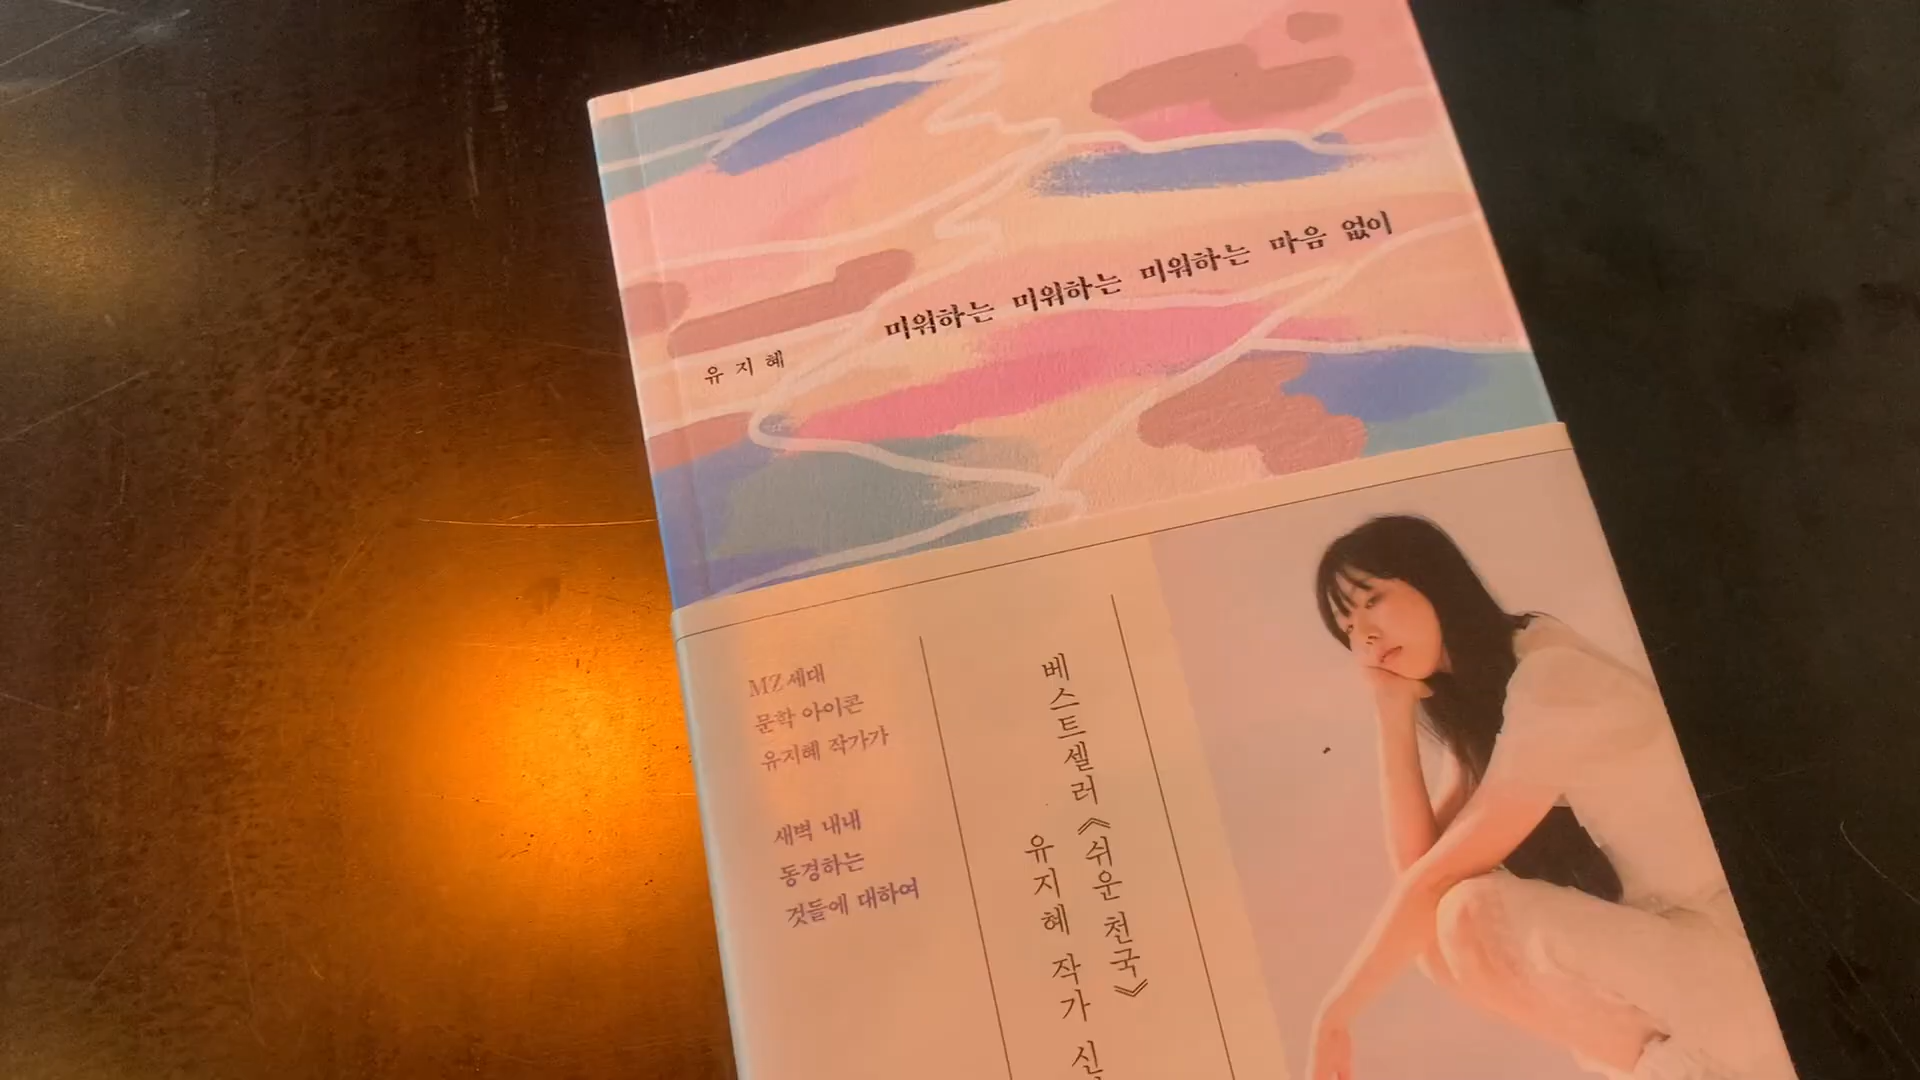 미워하는 미워하는 미워하는 마음 없이
유지혜
MZ세대
문학 아이콘
유지혜 작가가
새벽 내내
동경하는
것들에 대하여
베스트셀러 《쉬운 천국》
유지혜 작가 신